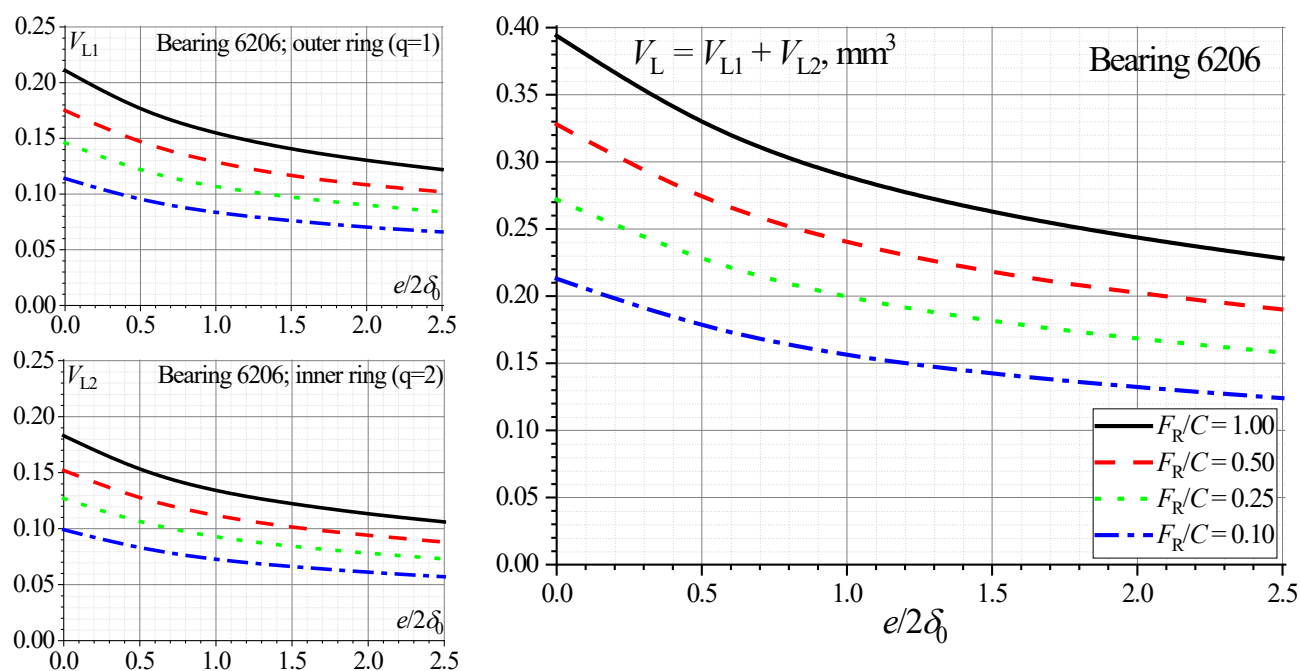 0.25
V_L1
Bearing 6206; outer ring (q=1)
0.20
0.15
0.10
0.05
0.00
e/2δ₀
0.0 0.5 1.0 1.5 2.0 2.5
0.25
V_L2
Bearing 6206; inner ring (q=2)
0.20
0.15
0.10
0.05
0.00
e/2δ₀
0.0 0.5 1.0 1.5 2.0 2.5
0.40
V_L = V_L1 + V_L2, mm³
Bearing 6206
0.35
0.30
0.25
0.20
0.15
0.10
0.05
0.00
F_R/C = 1.00
F_R/C = 0.50
F_R/C = 0.25
F_R/C = 0.10
0.0 0.5 1.0 1.5 2.0 2.5
e/2δ₀